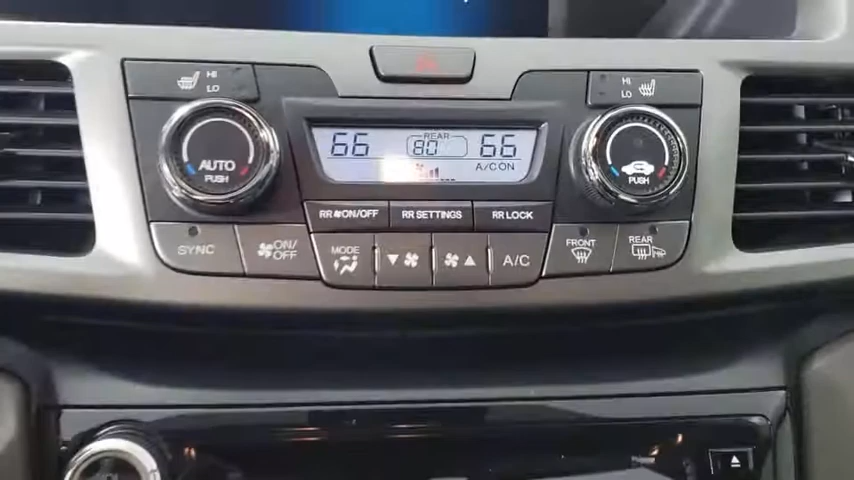 HI
LO
HI
LO
66
REAR
80
66
A/CON
AUTO
PUSH
PUSH
RR ON/OFF
RR SETTINGS
RR LOCK
SYNC
ON/
OFF
MODE
A/C
FRONT
REAR